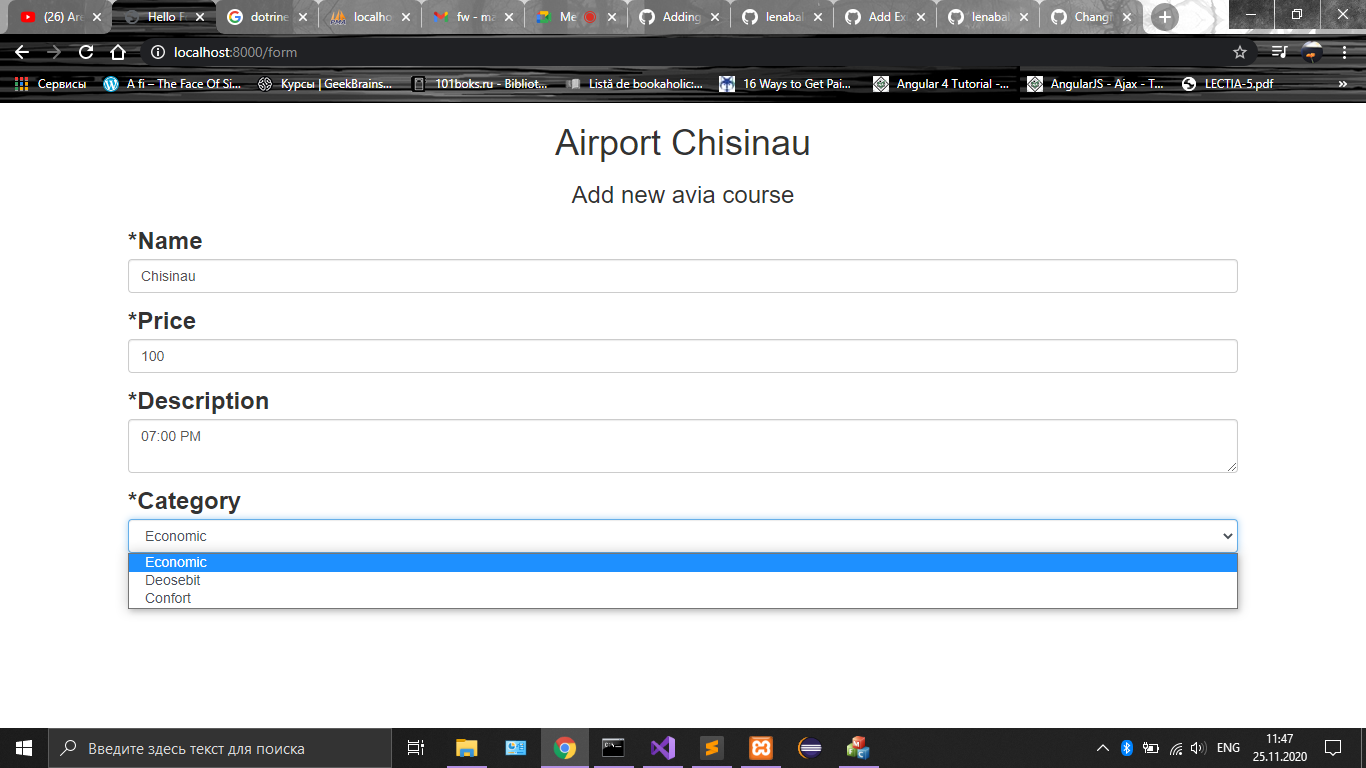 (26) Are
Hello F
dotrine
localho
fw - ma
Me
Adding
lenabal
Add Ex
lenabal
Chang
localhost:8000/form
Сервисы
A fi – The Face Of Si...
Курсы | GeekBrains...
101boks.ru - Bibliot...
Listă de bookaholic:...
16 Ways to Get Pai...
Angular 4 Tutorial -...
AngularJS - Ajax - T...
LECTIA-5.pdf
»
Airport Chisinau
Add new avia course
*Name
Chisinau
*Price
100
*Description
07:00 PM
*Category
Economic
Economic
Deosebit
Confort
Введите здесь текст для поиска
ENG
11:47
25.11.2020